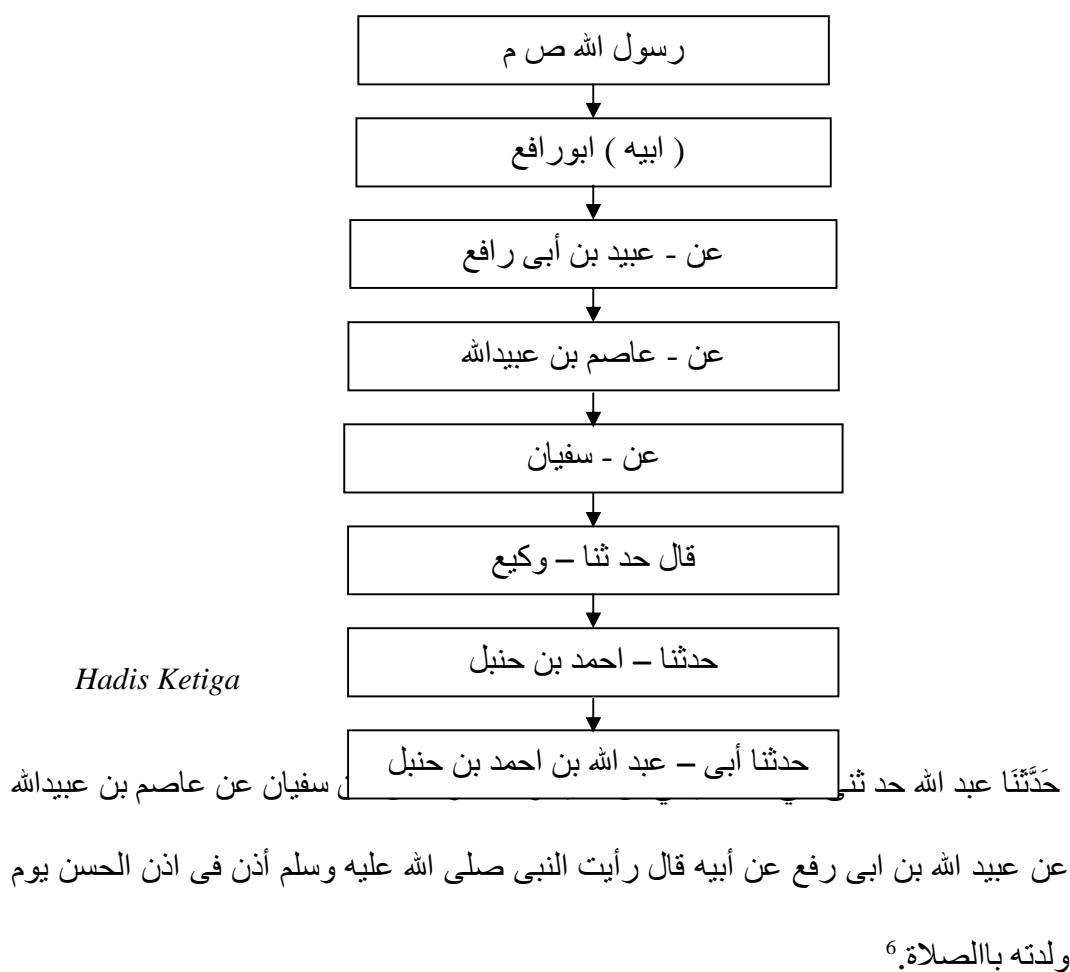 رسول الله ص م
( ابيه ) ابورافع
عن - عبيد بن أبى رافع
عن - عاصم بن عبيدالله
عن - سفيان
قال حد ثنا – وكيع
حدثنا – احمد بن حنبل
Hadis Ketiga
حدثنا أبى – عبد الله بن احمد بن حنبل
حَدَّثَنَا عبد الله حد ثنى سفيان عن عاصم بن عبيدالله
عن عبيد الله بن ابى رفع عن أبيه قال رأيت النبى صلى الله عليه وسلم أذن فى اذن الحسن يوم
ولدته باالصلاة.6